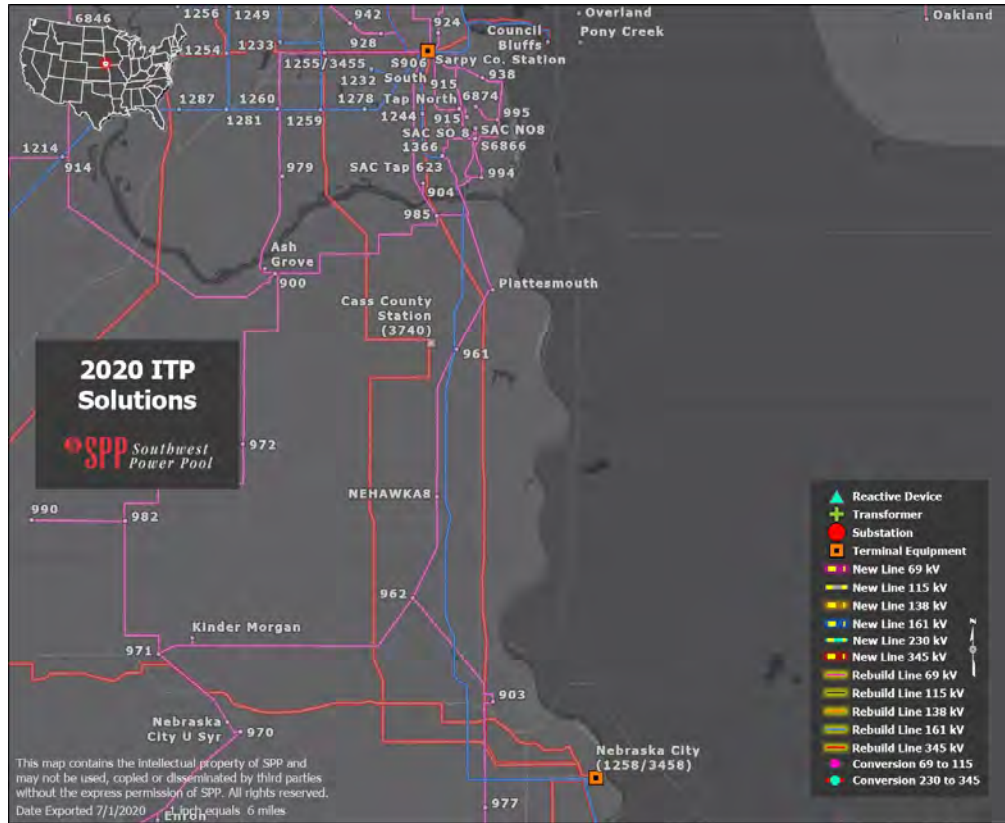 6846
1256
1249
942
924
Overland
Oakland
Council
Bluffs
Pony Creek
1254
1233
928
1255/3455
S906
Sarpy Co. Station
1232
South
915
938
1287
1260
1278
Tap North
6874
1281
1259
1244
915
995
SAC SO 8
SAC NO8
1366
S6866
1214
914
979
SAC Tap 623
994
904
985
Ash
Grove
900
Plattesmouth
Cass County
Station
(3740)
961
2020 ITP
Solutions
SPP Southwest
Power Pool
972
NEHAWKA8
990
982
962
Kinder Morgan
971
903
Nebraska
City U Syr
970
Nebraska City
(1258/3458)
977
Enron
Reactive Device
Transformer
Substation
Terminal Equipment
New Line 69 kV
New Line 115 kV
New Line 138 kV
New Line 161 kV
New Line 230 kV
New Line 345 kV
Rebuild Line 69 kV
Rebuild Line 115 kV
Rebuild Line 138 kV
Rebuild Line 161 kV
Rebuild Line 345 kV
Conversion 69 to 115
Conversion 230 to 345
N
This map contains the intellectual property of SPP and
may not be used, copied or disseminated by third parties
without the express permission of SPP. All rights reserved.
Date Exported 7/1/2020 1 inch equals 6 miles